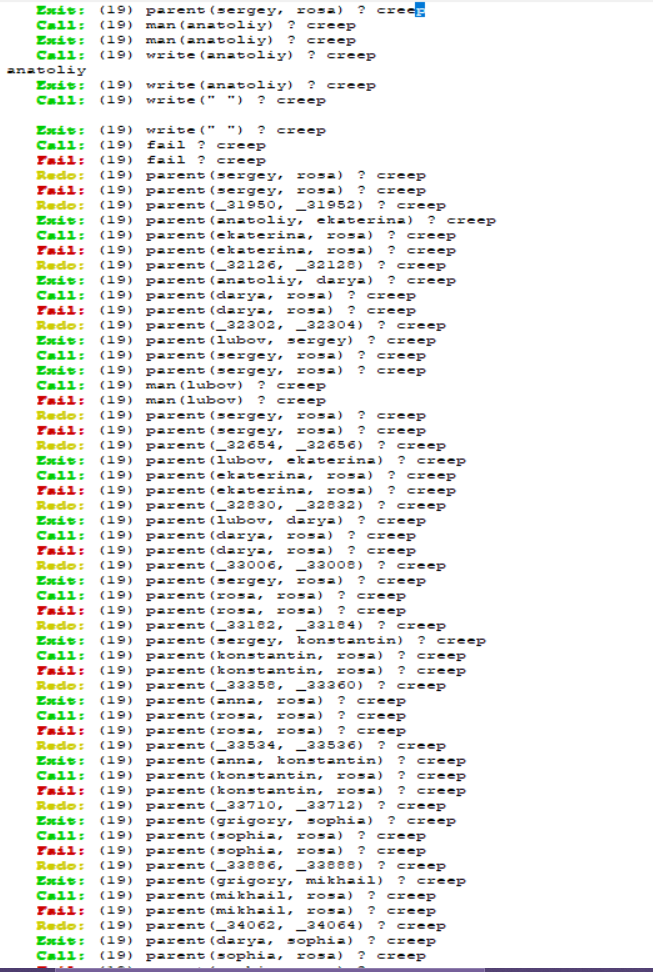 Exit: (19) parent(sergey, rosa) ? creep
Call: (19) man(anatoliy) ? creep
Exit: (19) man(anatoliy) ? creep
Call: (19) write(anatoliy) ? creep
anatoliy
Exit: (19) write(anatoliy) ? creep
Call: (19) write(" ") ? creep
Exit: (19) write(" ") ? creep
Call: (19) fail ? creep
Fail: (19) fail ? creep
Redo: (19) parent(sergey, rosa) ? creep
Fail: (19) parent(sergey, rosa) ? creep
Redo: (19) parent(_31950, _31952) ? creep
Exit: (19) parent(anatoliy, ekaterina) ? creep
Call: (19) parent(ekaterina, rosa) ? creep
Fail: (19) parent(ekaterina, rosa) ? creep
Redo: (19) parent(_32126, _32128) ? creep
Exit: (19) parent(anatoliy, darya) ? creep
Call: (19) parent(darya, rosa) ? creep
Fail: (19) parent(darya, rosa) ? creep
Redo: (19) parent(_32302, _32304) ? creep
Exit: (19) parent(lubov, sergey) ? creep
Call: (19) parent(sergey, rosa) ? creep
Exit: (19) parent(sergey, rosa) ? creep
Call: (19) man(lubov) ? creep
Fail: (19) man(lubov) ? creep
Redo: (19) parent(sergey, rosa) ? creep
Fail: (19) parent(sergey, rosa) ? creep
Redo: (19) parent(_32654, _32656) ? creep
Exit: (19) parent(lubov, ekaterina) ? creep
Call: (19) parent(ekaterina, rosa) ? creep
Fail: (19) parent(ekaterina, rosa) ? creep
Redo: (19) parent(_32830, _32832) ? creep
Exit: (19) parent(lubov, darya) ? creep
Call: (19) parent(darya, rosa) ? creep
Fail: (19) parent(darya, rosa) ? creep
Redo: (19) parent(_33006, _33008) ? creep
Exit: (19) parent(sergey, rosa) ? creep
Call: (19) parent(rosa, rosa) ? creep
Fail: (19) parent(rosa, rosa) ? creep
Redo: (19) parent(_33182, _33184) ? creep
Exit: (19) parent(sergey, konstantin) ? creep
Call: (19) parent(konstantin, rosa) ? creep
Fail: (19) parent(konstantin, rosa) ? creep
Redo: (19) parent(_33358, _33360) ? creep
Exit: (19) parent(anna, rosa) ? creep
Call: (19) parent(rosa, rosa) ? creep
Fail: (19) parent(rosa, rosa) ? creep
Redo: (19) parent(_33534, _33536) ? creep
Exit: (19) parent(anna, konstantin) ? creep
Call: (19) parent(konstantin, rosa) ? creep
Fail: (19) parent(konstantin, rosa) ? creep
Redo: (19) parent(_33710, _33712) ? creep
Exit: (19) parent(grigory, sophia) ? creep
Call: (19) parent(sophia, rosa) ? creep
Fail: (19) parent(sophia, rosa) ? creep
Redo: (19) parent(_33886, _33888) ? creep
Exit: (19) parent(grigory, mikhail) ? creep
Call: (19) parent(mikhail, rosa) ? creep
Fail: (19) parent(mikhail, rosa) ? creep
Redo: (19) parent(_34062, _34064) ? creep
Exit: (19) parent(darya, sophia) ? creep
Call: (19) parent(sophia, rosa) ? creep